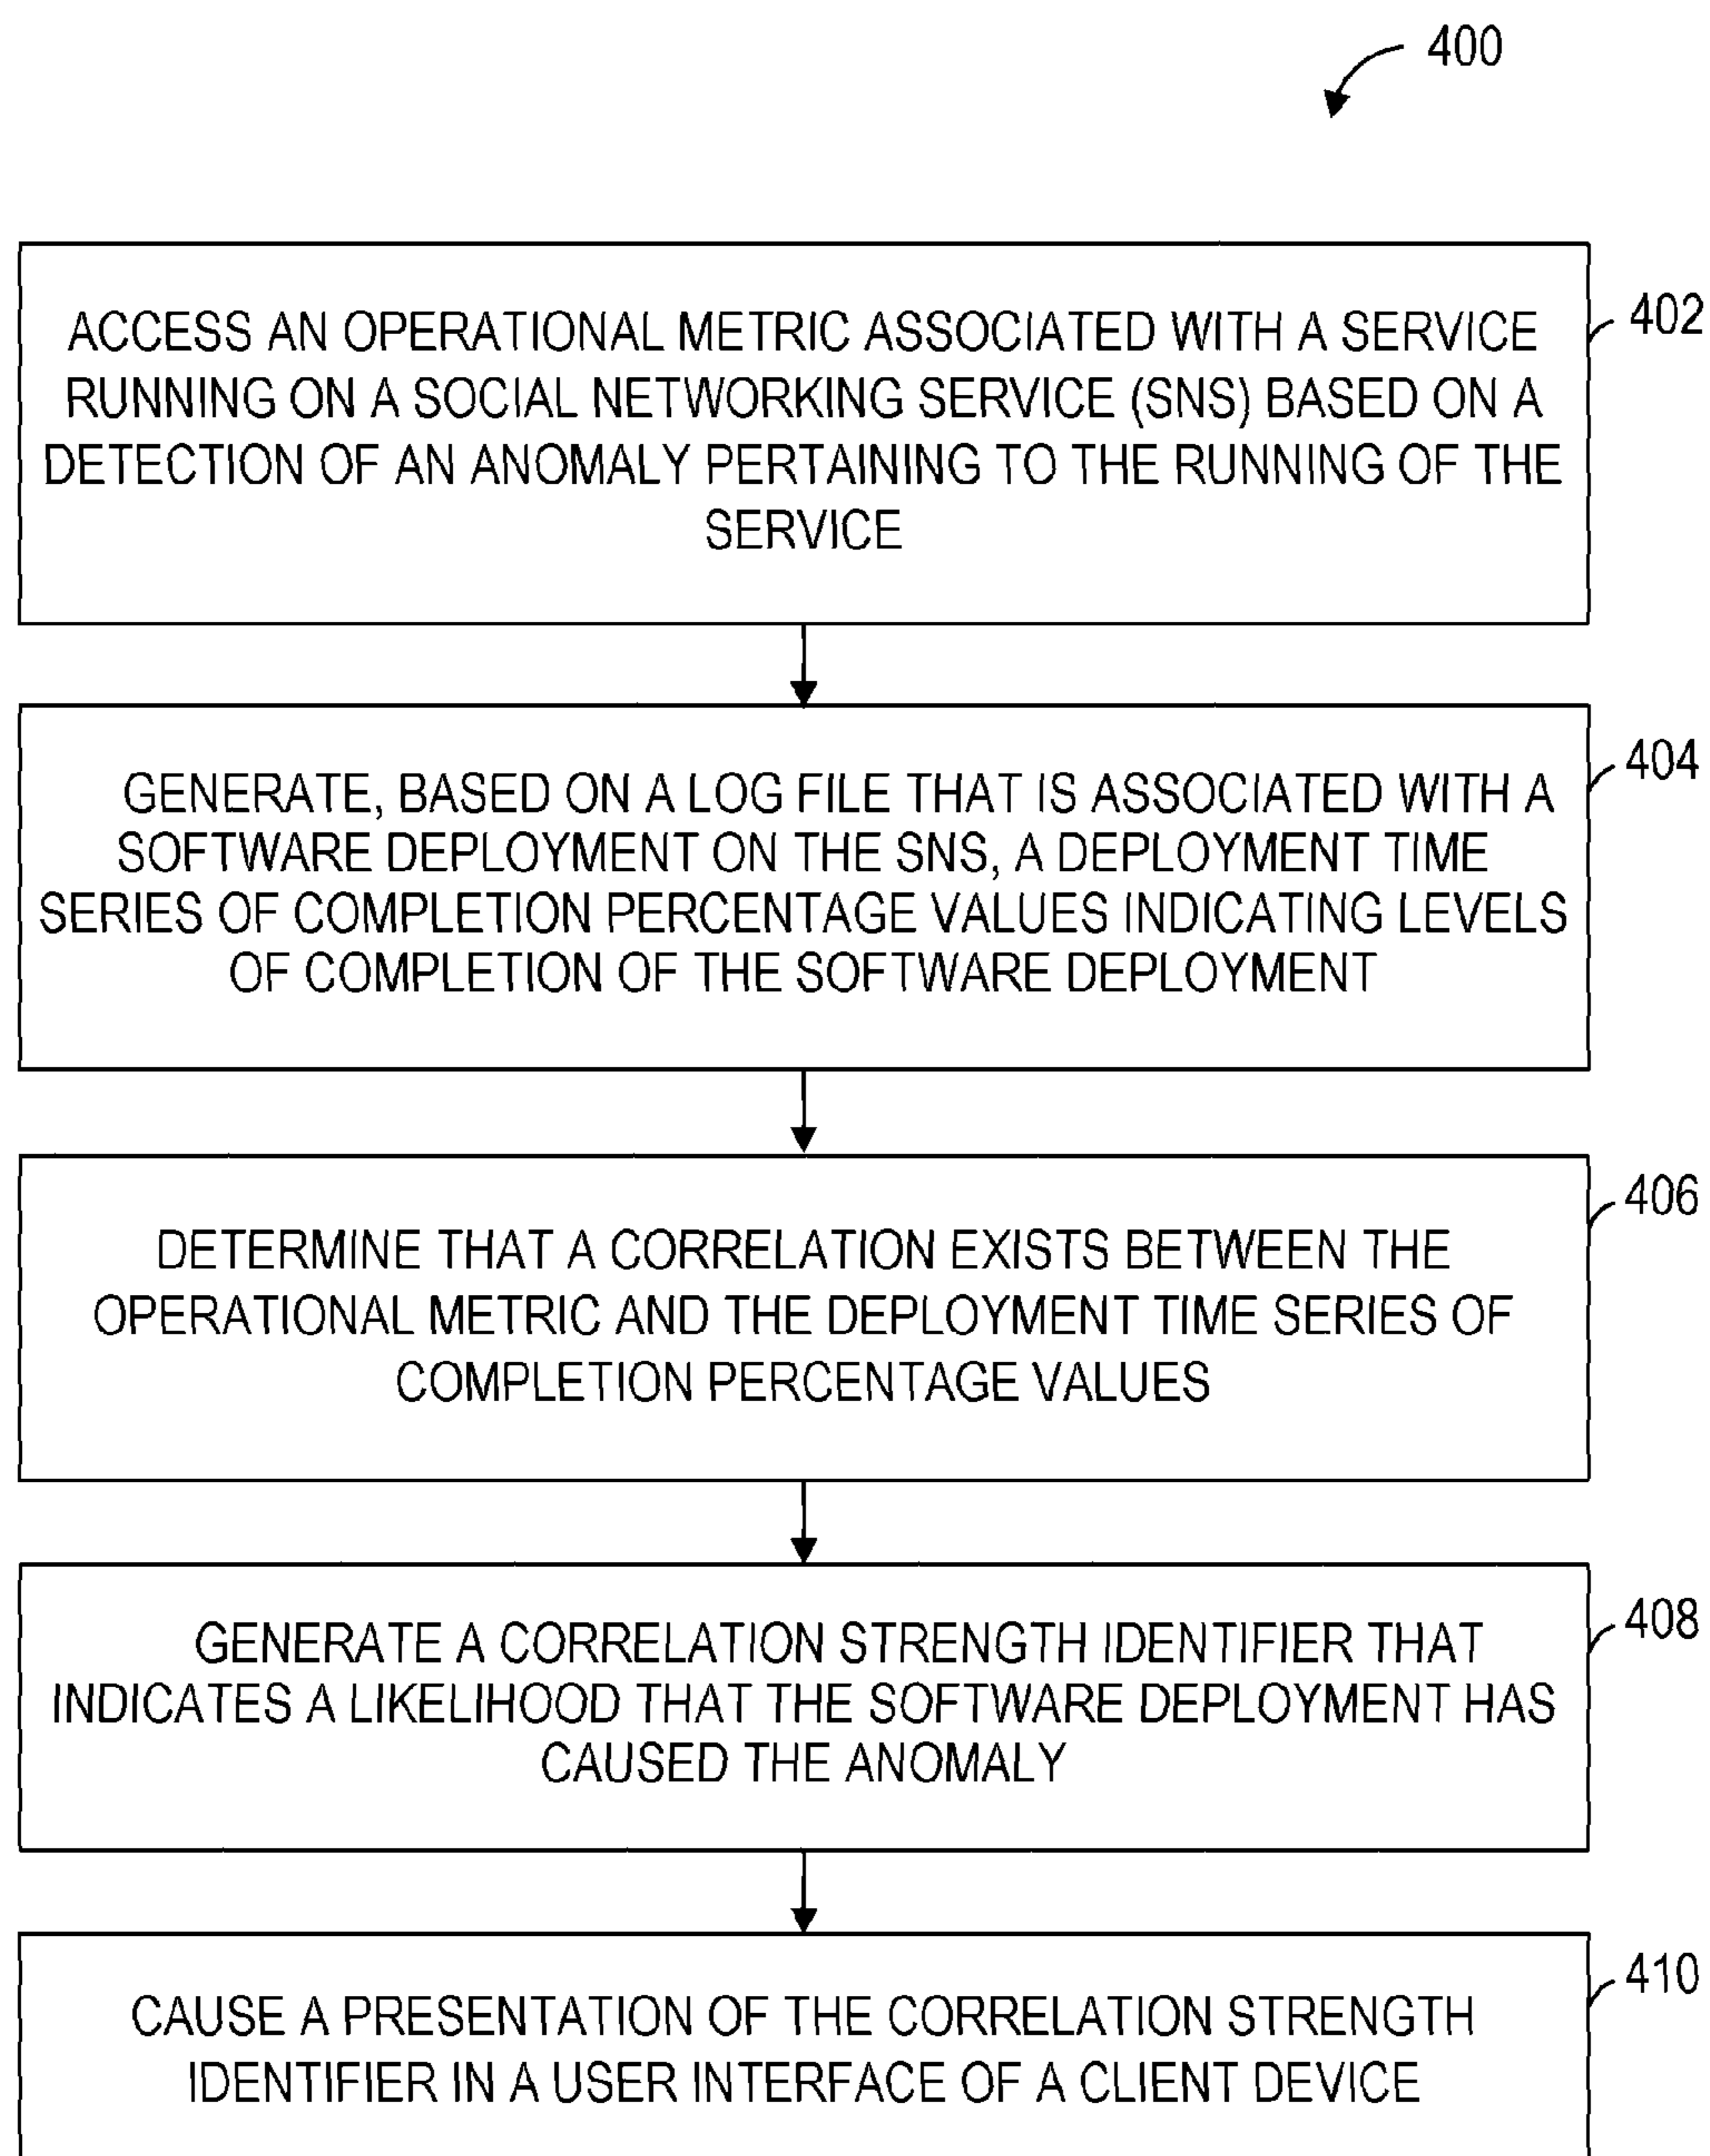 400
402
ACCESS AN OPERATIONAL METRIC ASSOCIATED WITH A SERVICE
RUNNING ON A SOCIAL NETWORKING SERVICE (SNS) BASED ON A
DETECTION OF AN ANOMALY PERTAINING TO THE RUNNING OF THE
SERVICE
404
GENERATE, BASED ON A LOG FILE THAT IS ASSOCIATED WITH A
SOFTWARE DEPLOYMENT ON THE SNS, A DEPLOYMENT TIME
SERIES OF COMPLETION PERCENTAGE VALUES INDICATING LEVELS
OF COMPLETION OF THE SOFTWARE DEPLOYMENT
406
DETERMINE THAT A CORRELATION EXISTS BETWEEN THE
OPERATIONAL METRIC AND THE DEPLOYMENT TIME SERIES OF
COMPLETION PERCENTAGE VALUES
408
GENERATE A CORRELATION STRENGTH IDENTIFIER THAT
INDICATES A LIKELIHOOD THAT THE SOFTWARE DEPLOYMENT HAS
CAUSED THE ANOMALY
410
CAUSE A PRESENTATION OF THE CORRELATION STRENGTH
IDENTIFIER IN A USER INTERFACE OF A CLIENT DEVICE